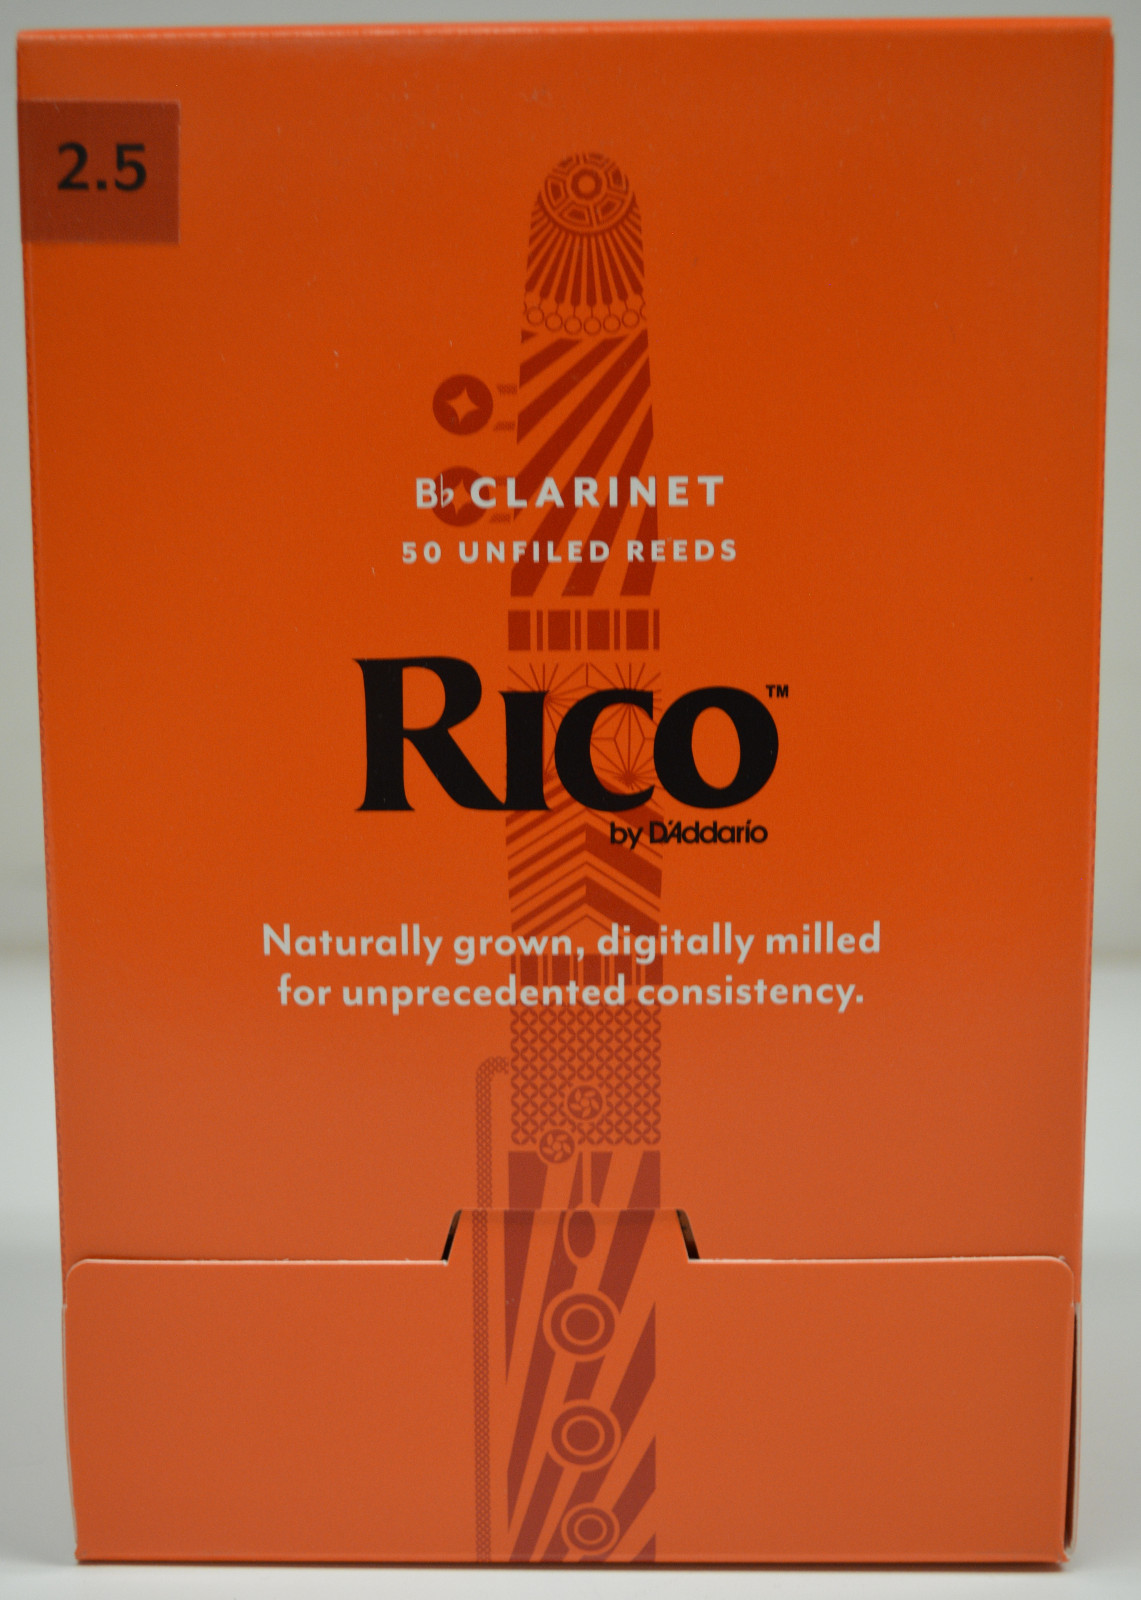 2.5
B♭ CLARINET
50 UNFILED REEDS
RICO™
by D'Addario
Naturally grown, digitally milled
for unprecedented consistency.